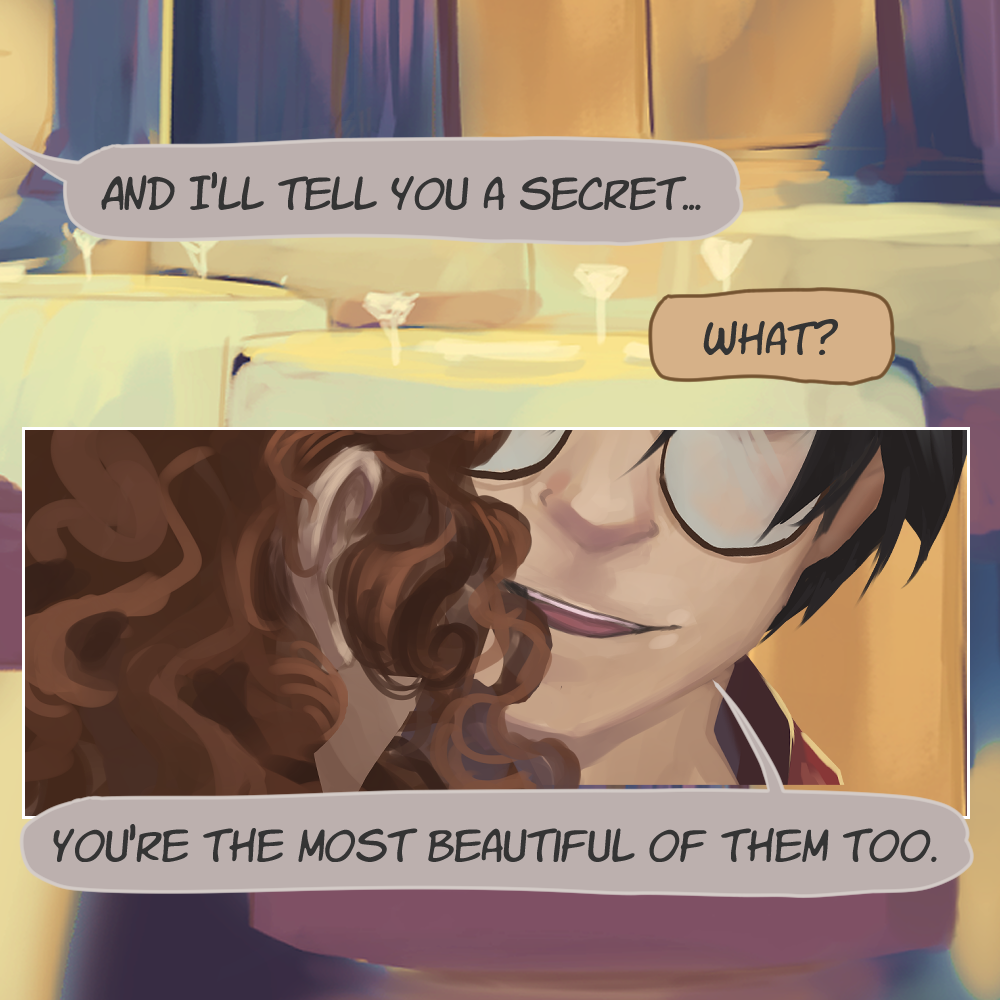 AND I'LL TELL YOU A SECRET...
WHAT?
YOU'RE THE MOST BEAUTIFUL OF THEM TOO.